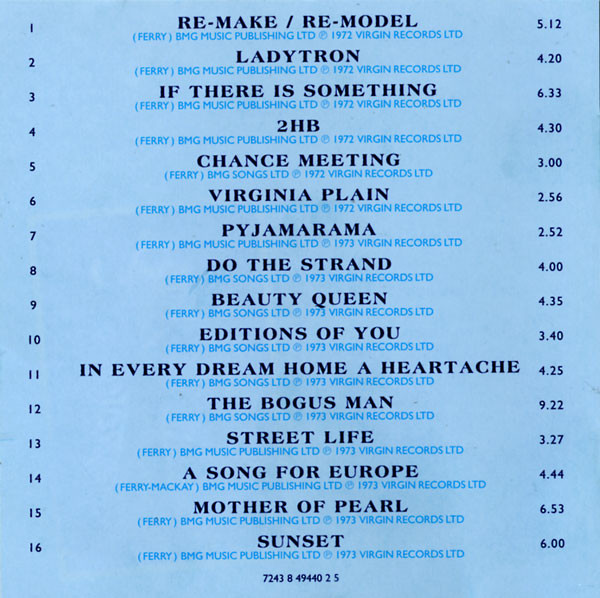 1 RE-MAKE / RE-MODEL 5.12
(FERRY) BMG MUSIC PUBLISHING LTD ℗ 1972 VIRGIN RECORDS LTD
2 LADYTRON 4.20
(FERRY) BMG MUSIC PUBLISHING LTD ℗ 1972 VIRGIN RECORDS LTD
3 IF THERE IS SOMETHING 6.33
(FERRY) BMG MUSIC PUBLISHING LTD ℗ 1972 VIRGIN RECORDS LTD
4 2HB 4.30
(FERRY) BMG MUSIC PUBLISHING LTD ℗ 1972 VIRGIN RECORDS LTD
5 CHANCE MEETING 3.00
(FERRY) BMG SONGS LTD ℗ 1972 VIRGIN RECORDS LTD
6 VIRGINIA PLAIN 2.56
(FERRY) BMG MUSIC PUBLISHING LTD ℗ 1972 VIRGIN RECORDS LTD
7 PYJAMARAMA 2.52
(FERRY) BMG MUSIC PUBLISHING LTD ℗ 1973 VIRGIN RECORDS LTD
8 DO THE STRAND 4.00
(FERRY) BMG SONGS LTD ℗ 1973 VIRGIN RECORDS LTD
9 BEAUTY QUEEN 4.35
(FERRY) BMG SONGS LTD ℗ 1973 VIRGIN RECORDS LTD
10 EDITIONS OF YOU 3.40
(FERRY) BMG SONGS LTD ℗ 1973 VIRGIN RECORDS LTD
11 IN EVERY DREAM HOME A HEARTACHE 4.25
(FERRY) BMG SONGS LTD ℗ 1973 VIRGIN RECORDS LTD
12 THE BOGUS MAN 9.22
(FERRY) BMG SONGS LTD ℗ 1973 VIRGIN RECORDS LTD
13 STREET LIFE 3.27
(FERRY) BMG MUSIC PUBLISHING LTD ℗ 1973 VIRGIN RECORDS LTD
14 A SONG FOR EUROPE 4.44
(FERRY-MACKAY) BMG MUSIC PUBLISHING LTD ℗ 1973 VIRGIN RECORDS LTD
15 MOTHER OF PEARL 6.53
(FERRY) BMG MUSIC PUBLISHING LTD ℗ 1973 VIRGIN RECORDS LTD
16 SUNSET 6.00
(FERRY) BMG MUSIC PUBLISHING LTD ℗ 1973 VIRGIN RECORDS LTD
7243 8 49440 2 5